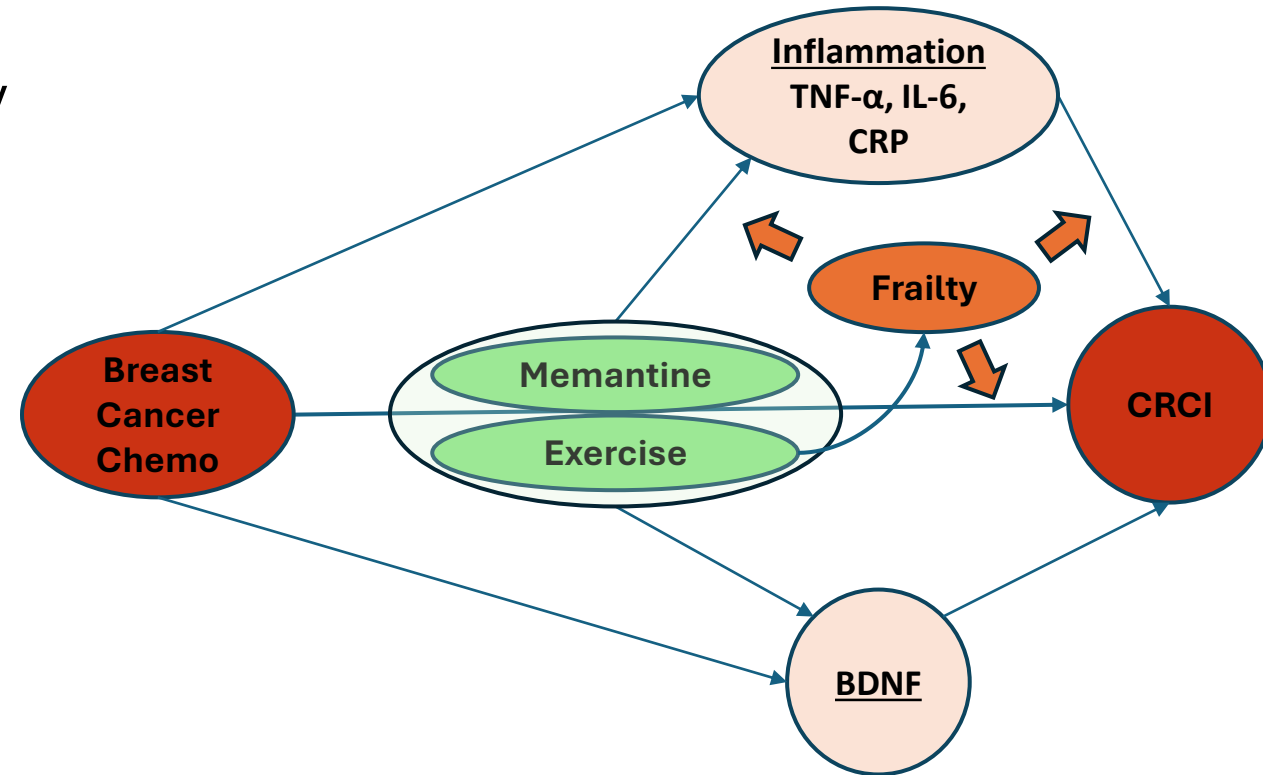 Inflammation
TNF-α, IL-6,
CRP
Frailty
Memantine
Exercise
Breast
Cancer
Chemo
CRCI
BDNF